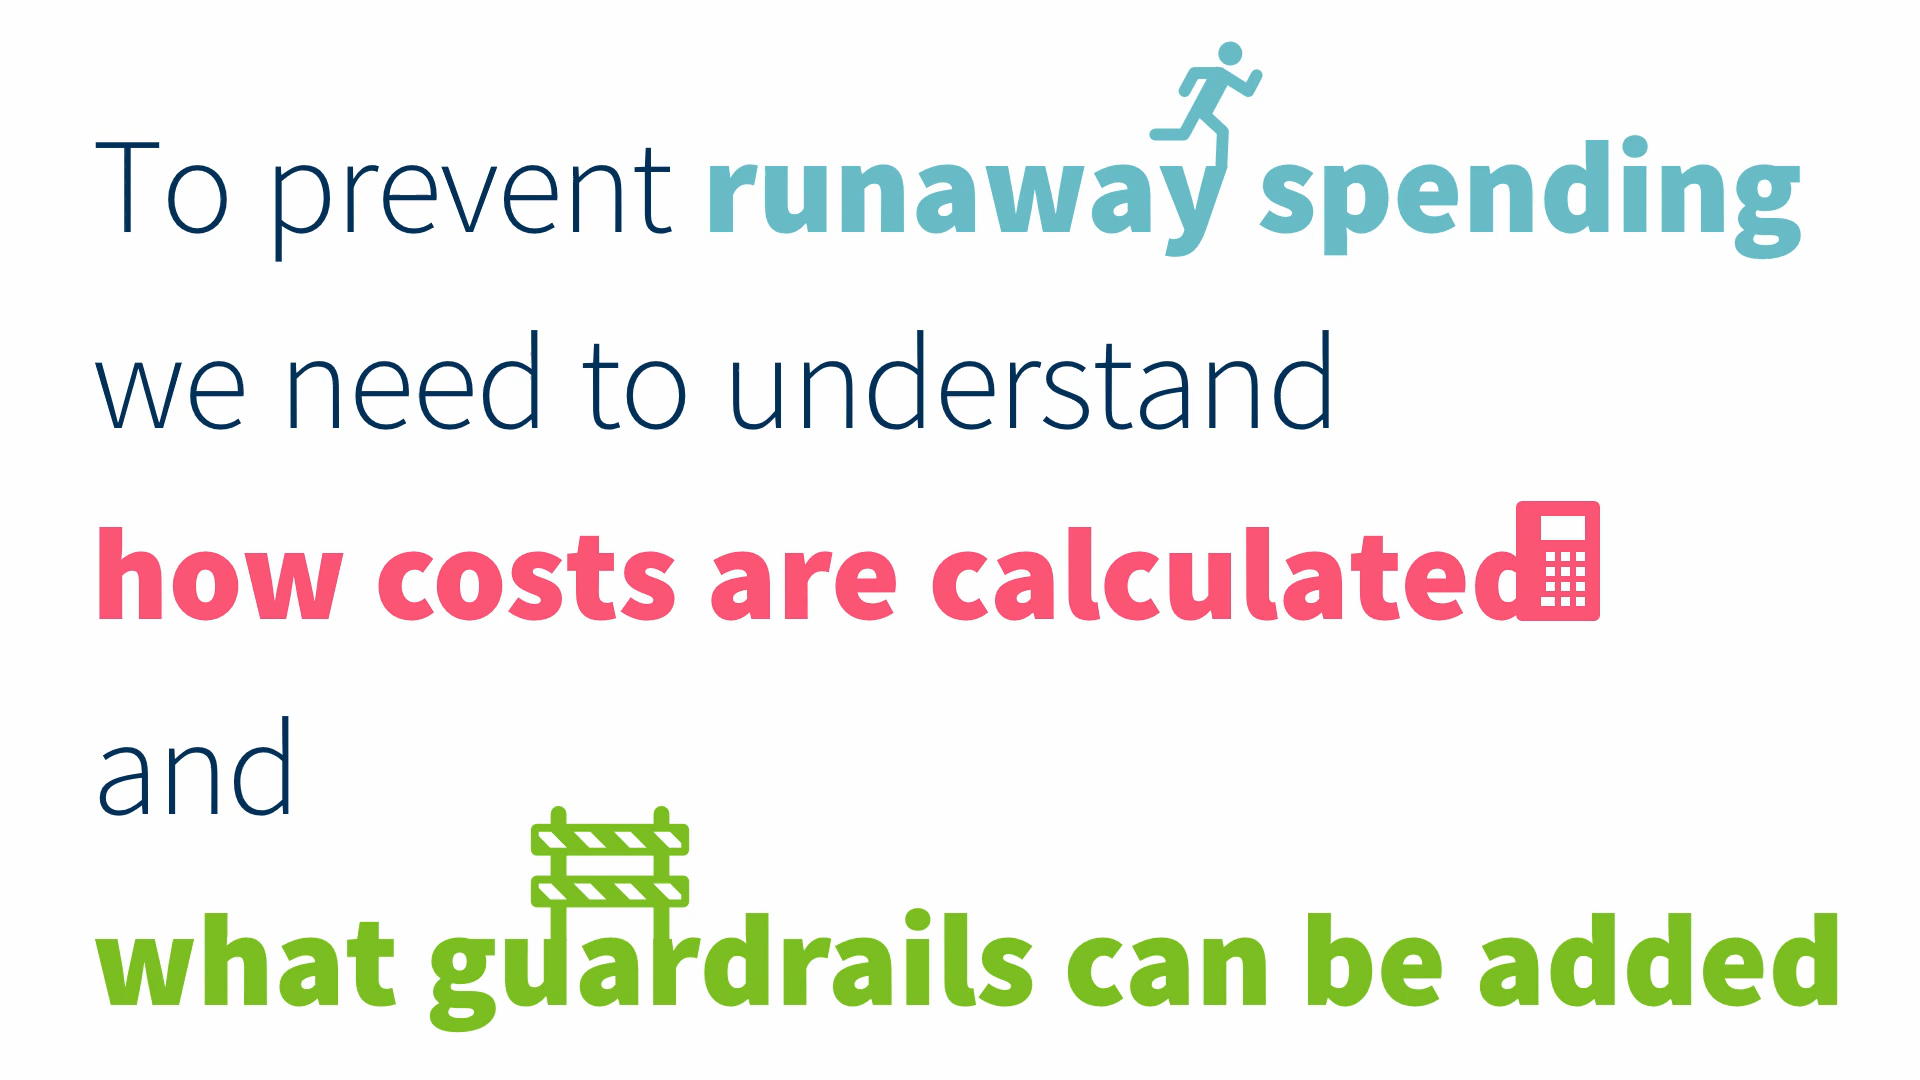 To prevent runaway spending
we need to understand
how costs are calculated
and
what guardrails can be added